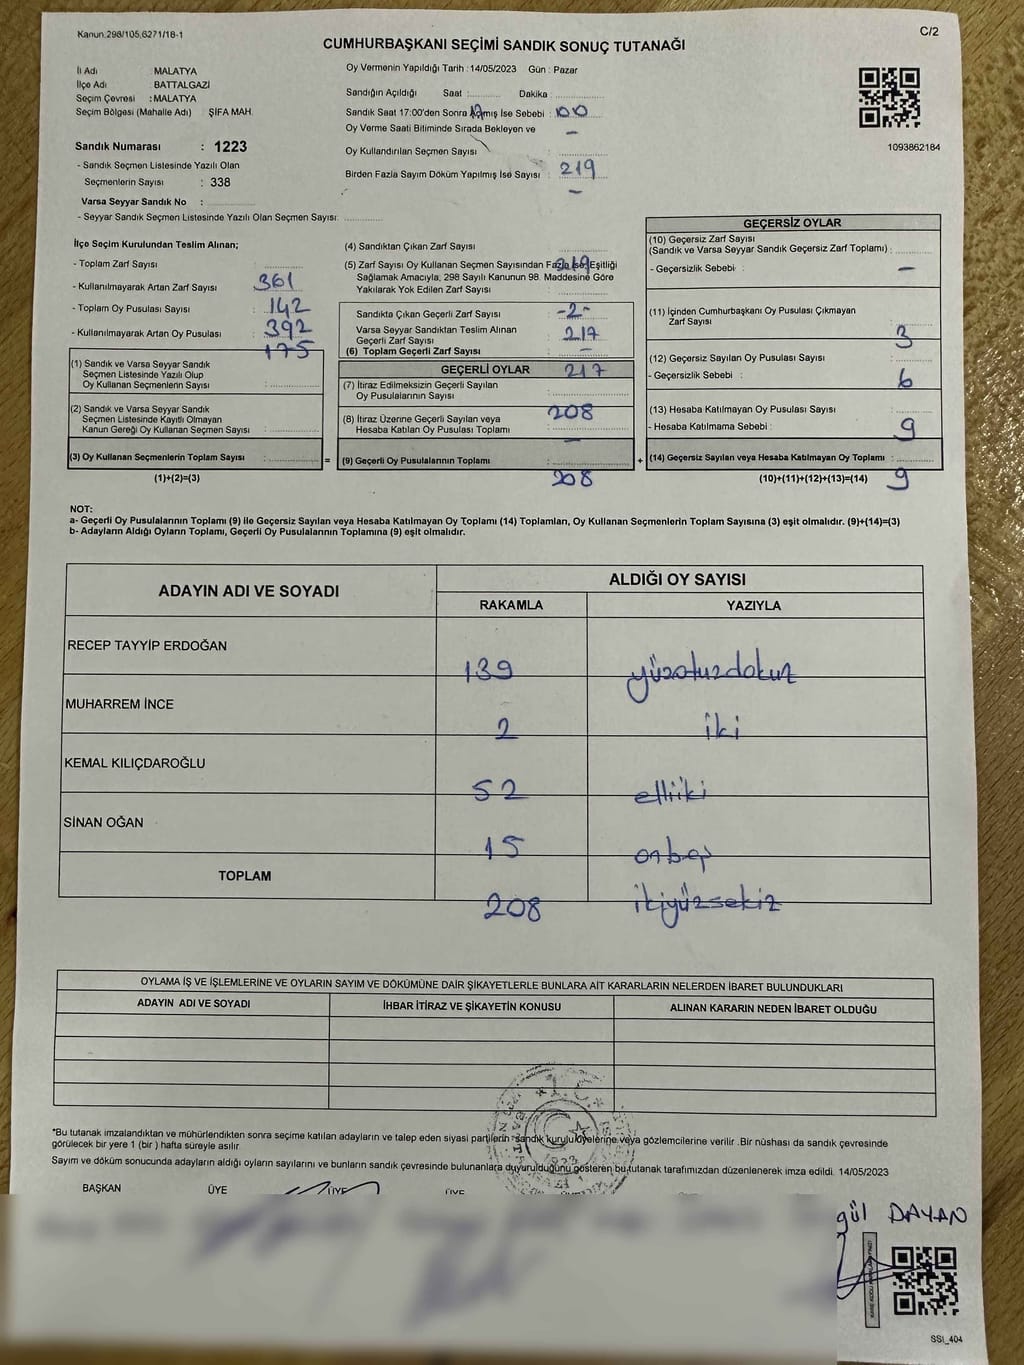 Kanun.298/105,6271/18-1
C/2
CUMHURBAŞKANI SEÇİMİ SANDIK SONUÇ TUTANAĞI
İl Adı : MALATYA
İlçe Adı : BATTALGAZİ
Seçim Çevresi : MALATYA
Seçim Bölgesi (Mahalle Adı) ŞİFA MAH.
Sandık Numarası : 1223
- Sandık Seçmen Listesinde Yazılı Olan
Seçmenlerin Sayısı : 338
Varsa Seyyar Sandık No :
- Seyyar Sandık Seçmen Listesinde Yazılı Olan Seçmen Sayısı:
Oy Vermenin Yapıldığı Tarih :14/05/2023 Gün : Pazar
Sandığın Açıldığı Saat : Dakika :
Sandık Saat 17:00'den Sonra mış İse Sebebi : 00
Oy Verme Saati Bitiminde Sırada Bekleyen ve
Oy Kullandırılan Seçmen Sayısı :
Birden Fazla Sayım Döküm Yapılmış İse Sayısı : 219
1093862184
İlçe Seçim Kurulundan Teslim Alınan;
- Toplam Zarf Sayısı :
- Kullanılmayarak Artan Zarf Sayısı : 361
- Toplam Oy Pusulası Sayısı : 142
- Kullanılmayarak Artan Oy Pusulası : 392
175
(1) Sandık ve Varsa Seyyar Sandık
Seçmen Listesinde Yazılı Olup
Oy Kullanan Seçmenlerin Sayısı :
(2) Sandık ve Varsa Seyyar Sandık
Seçmen Listesinde Kayıtlı Olmayan
Kanun Gereği Oy Kullanan Seçmen Sayısı :
(3) Oy Kullanan Seçmenlerin Toplam Sayısı :
(1)+(2)=(3)
(4) Sandıktan Çıkan Zarf Sayısı :
(5) Zarf Sayısı Oy Kullanan Seçmen Sayısından Fazla İse, Eşitliği 219
Sağlamak Amacıyla, 298 Sayılı Kanunun 98. Maddesine Göre
Yakılarak Yok Edilen Zarf Sayısı :
Sandıkta Çıkan Geçerli Zarf Sayısı : -2-
Varsa Seyyar Sandıktan Teslim Alınan
Geçerli Zarf Sayısı : 217
(6) Toplam Geçerli Zarf Sayısı : -
GEÇERLİ OYLAR 217
(7) İtiraz Edilmeksizin Geçerli Sayılan
Oy Pusulalarının Sayısı :
208
(8) İtiraz Üzerine Geçerli Sayılan veya
Hesaba Katılan Oy Pusulası Toplamı :
-
(9) Geçerli Oy Pusulalarının Toplamı :
208
=
+
GEÇERSİZ OYLAR
(10) Geçersiz Zarf Sayısı
(Sandık ve Varsa Seyyar Sandık Geçersiz Zarf Toplamı) :
- Geçersizlik Sebebi : -
(11) İçinden Cumhurbaşkanı Oy Pusulası Çıkmayan
Zarf Sayısı :
3
(12) Geçersiz Sayılan Oy Pusulası Sayısı :
- Geçersizlik Sebebi : 6
(13) Hesaba Katılmayan Oy Pusulası Sayısı :
- Hesaba Katılmama Sebebi : 9
(14) Geçersiz Sayılan veya Hesaba Katılmayan Oy Toplamı :
(10)+(11)+(12)+(13)=(14) 9
NOT:
a- Geçerli Oy Pusulalarının Toplamı (9) ile Geçersiz Sayılan veya Hesaba Katılmayan Oy Toplamı (14) Toplamları, Oy Kullanan Seçmenlerin Toplam Sayısına (3) eşit olmalıdır. (9)+(14)=(3)
b- Adayların Aldığı Oyların Toplamı, Geçerli Oy Pusulalarının Toplamına (9) eşit olmalıdır.
ADAYIN ADI VE SOYADI ALDIĞI OY SAYISI
RAKAMLA YAZIYLA
RECEP TAYYİP ERDOĞAN 139 yüzotuzdokuz
MUHARREM İNCE 2 iki
KEMAL KILIÇDAROĞLU 52 elliiki
SİNAN OĞAN 15 onbeş
TOPLAM 208 ikiyüzsekiz
OYLAMA İŞ VE İŞLEMLERİNE VE OYLARIN SAYIM VE DÖKÜMÜNE DAİR ŞİKAYETLERLE BUNLARA AİT KARARLARIN NELERDEN İBARET BULUNDUKLARI
ADAYIN ADI VE SOYADI İHBAR İTİRAZ VE ŞİKAYETİN KONUSU ALINAN KARARIN NEDEN İBARET OLDUĞU
*Bu tutanak imzalandıktan ve mühürlendikten sonra seçime katılan adayların ve talep eden siyasi partilerin sandık kurulu üyelerine veya gözlemcilerine verilir .Bir nüshası da sandık çevresinde
görülecek bir yere 1 (bir ) hafta süreyle asılır.
Sayım ve döküm sonucunda adayların aldığı oyların sayılarını ve bunların sandık çevresinde bulunanlara duyurulduğunu gösteren bu tutanak tarafımızdan düzenlenerek imza edildi. 14/05/2023
BAŞKAN ÜYE ÜYE ÜYE
gül DAYAN
SSİ_404